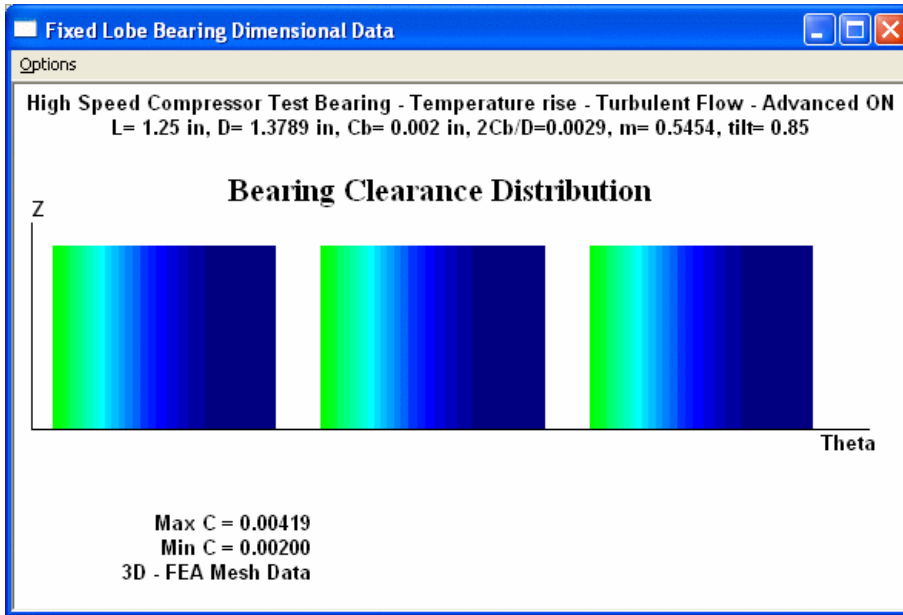 Fixed Lobe Bearing Dimensional Data
Options
High Speed Compressor Test Bearing - Temperature rise - Turbulent Flow - Advanced ON
L= 1.25 in, D= 1.3789 in, Cb= 0.002 in, 2Cb/D=0.0029, m= 0.5454, tilt= 0.85
Bearing Clearance Distribution
Z
Theta
Max C = 0.00419
Min C = 0.00200
3D - FEA Mesh Data